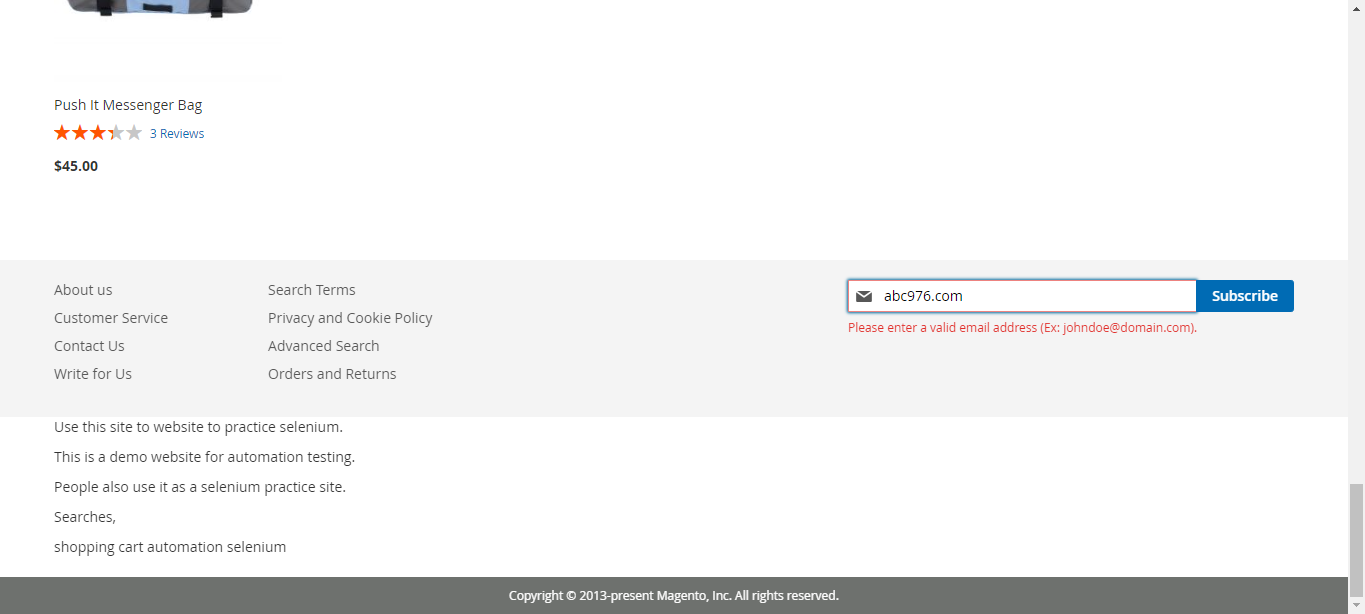 Push It Messenger Bag
3 Reviews
$45.00
About us
Customer Service
Contact Us
Write for Us
Search Terms
Privacy and Cookie Policy
Advanced Search
Orders and Returns
abc976.com
Subscribe
Please enter a valid email address (Ex: johndoe@domain.com).
Use this site to website to practice selenium.
This is a demo website for automation testing.
People also use it as a selenium practice site.
Searches,
shopping cart automation selenium
Copyright © 2013-present Magento, Inc. All rights reserved.